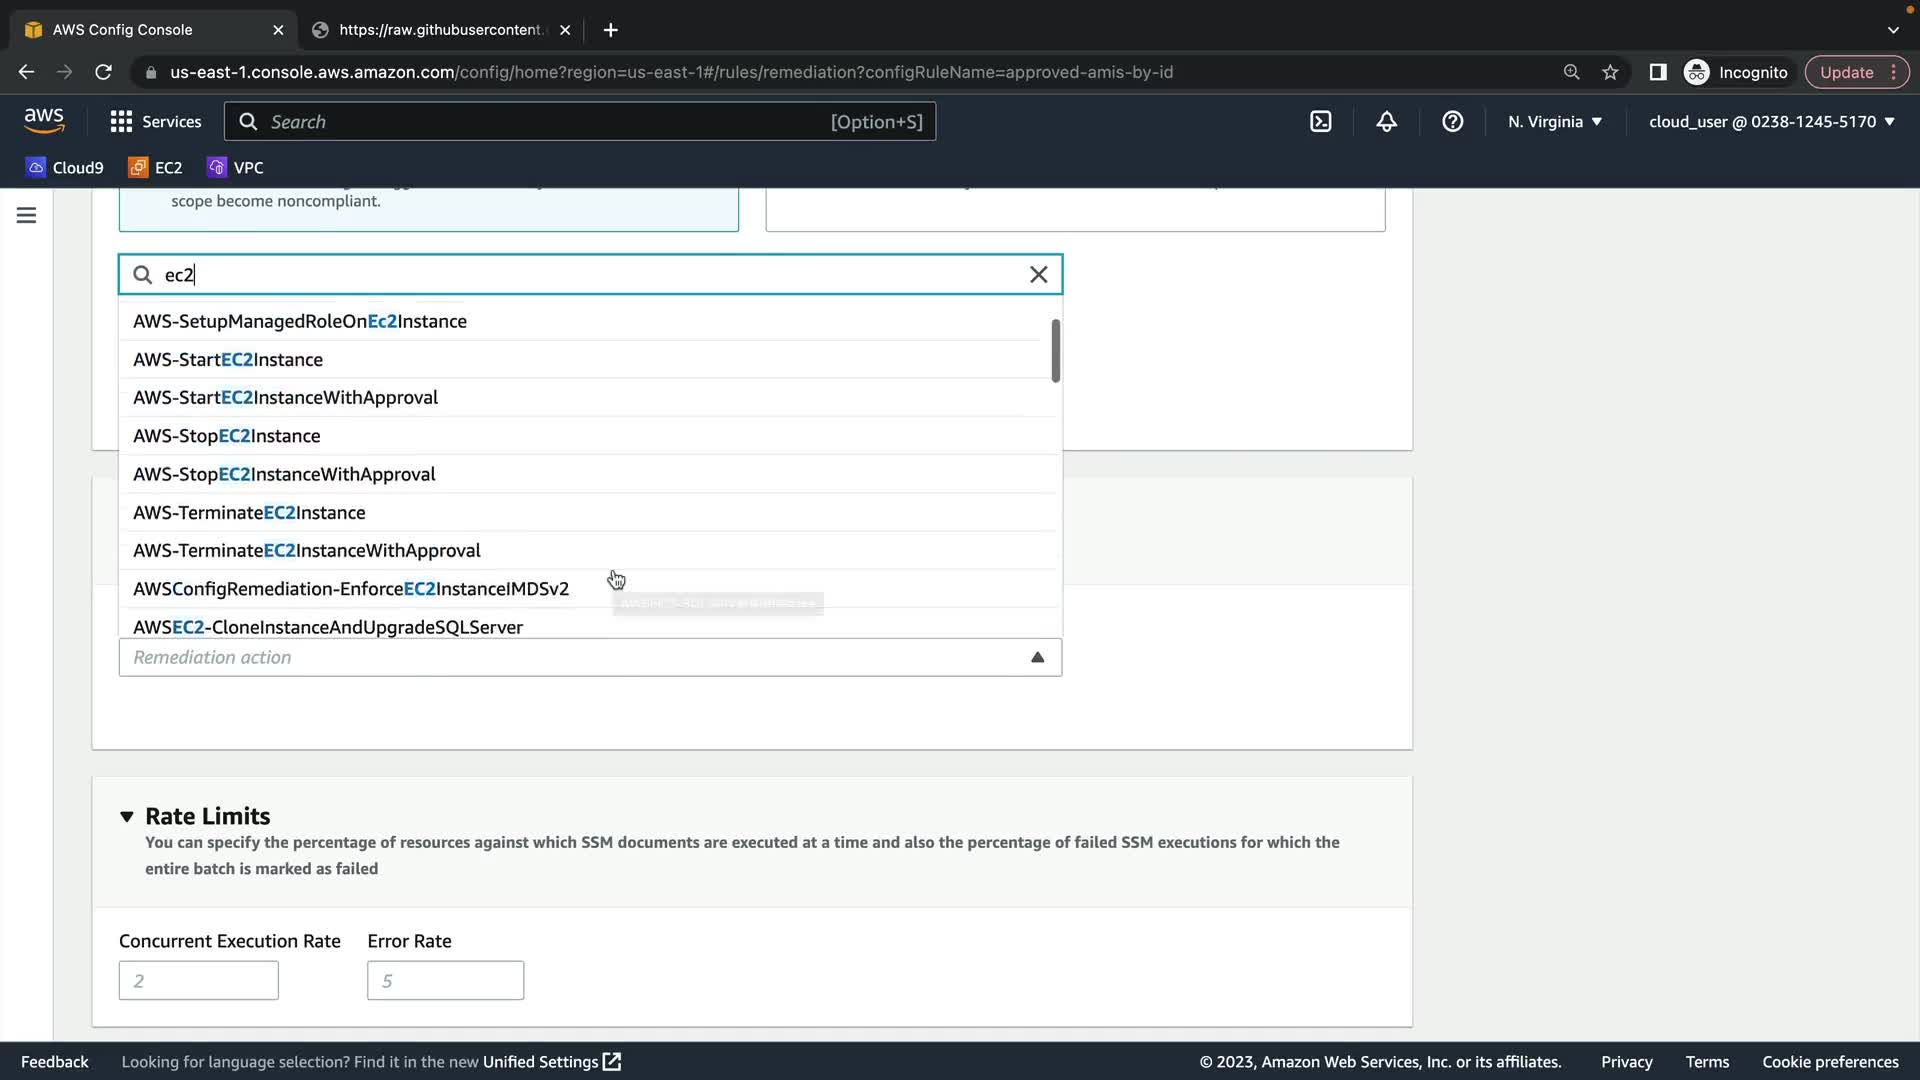 AWS Config Console
https://raw.githubusercontent.
us-east-1.console.aws.amazon.com/config/home?region=us-east-1#/rules/remediation?configRuleName=approved-amis-by-id
Incognito
Update
aws
Services
Search
[Option+S]
N. Virginia
cloud_user @ 0238-1245-5170
Cloud9
EC2
VPC
scope become noncompliant.
ec2
AWS-SetupManagedRoleOnEc2Instance
AWS-StartEC2Instance
AWS-StartEC2InstanceWithApproval
AWS-StopEC2Instance
AWS-StopEC2InstanceWithApproval
AWS-TerminateEC2Instance
AWS-TerminateEC2InstanceWithApproval
AWSConfigRemediation-EnforceEC2InstanceIMDSv2
AWSEC2-CloneInstanceAndUpgradeSQLServer
Remediation action
Rate Limits
You can specify the percentage of resources against which SSM documents are executed at a time and also the percentage of failed SSM executions for which the
entire batch is marked as failed
Concurrent Execution Rate
Error Rate
2
5
Feedback
Looking for language selection? Find it in the new Unified Settings
© 2023, Amazon Web Services, Inc. or its affiliates.
Privacy
Terms
Cookie preferences